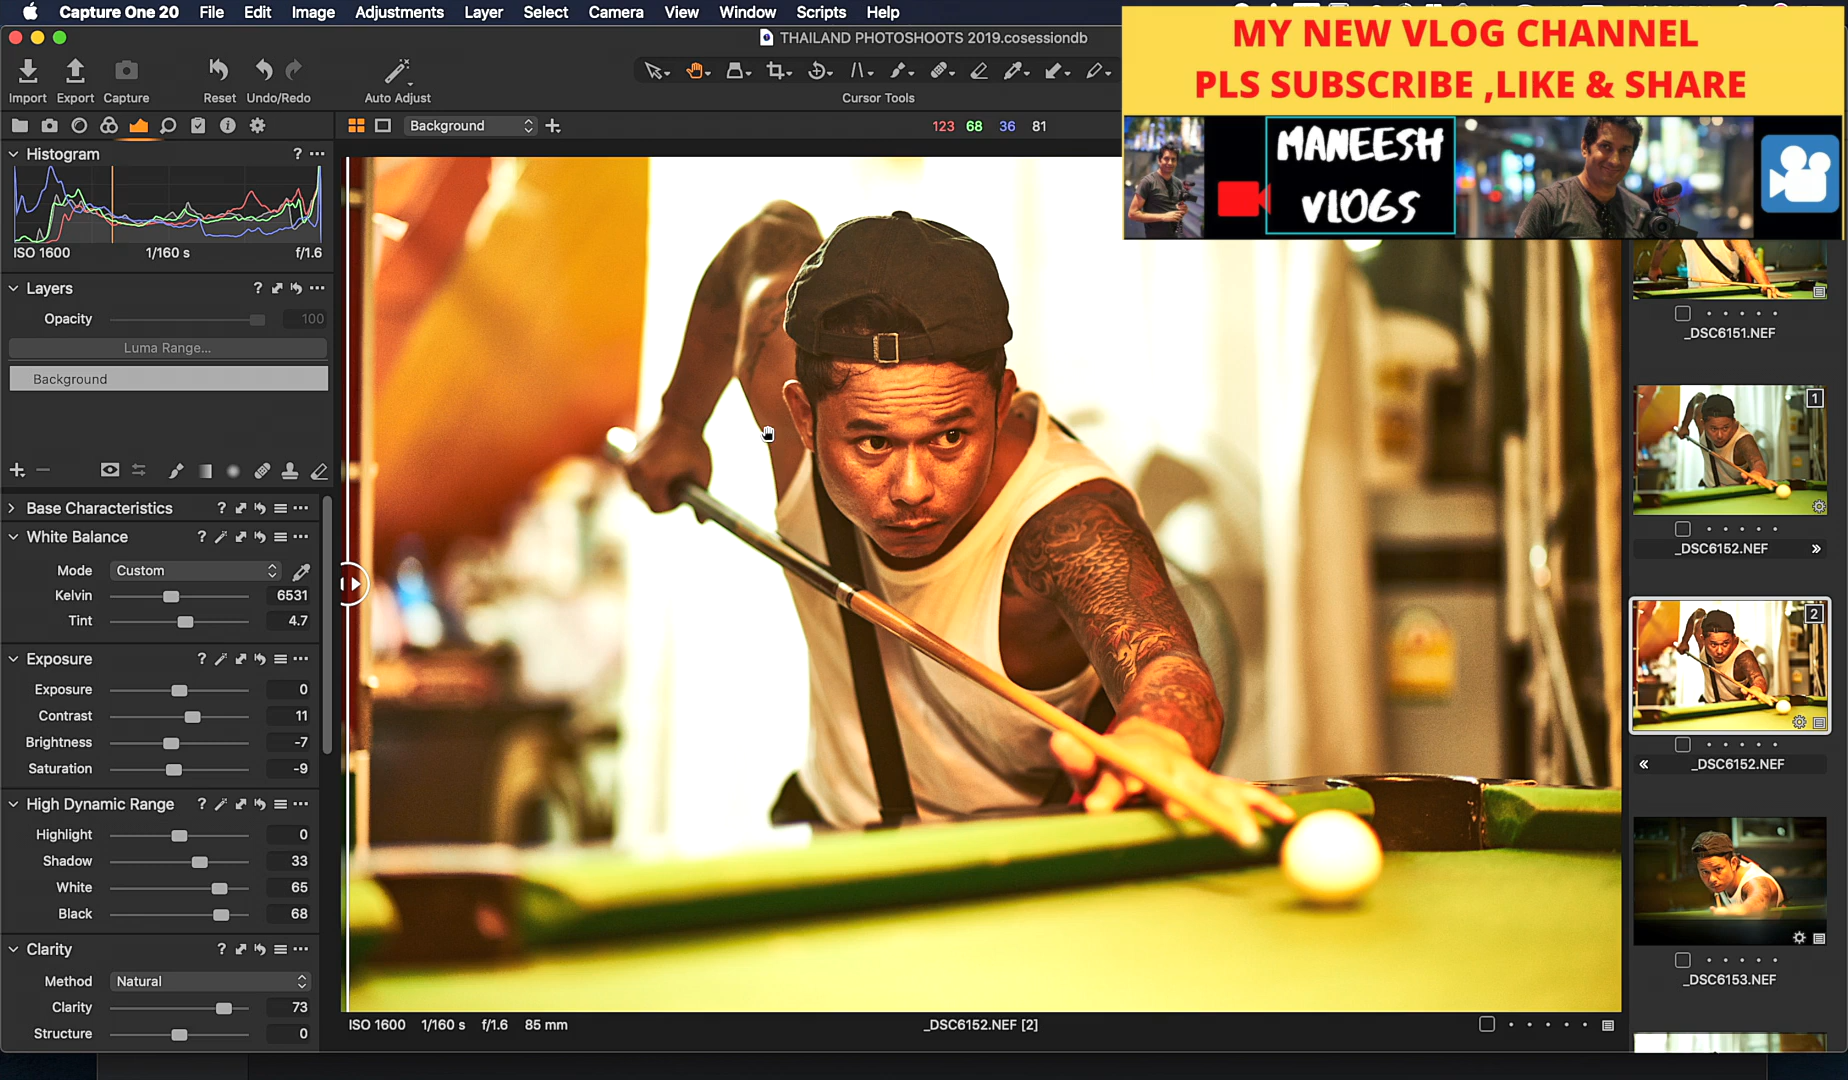 Capture One 20 File Edit Image Adjustments Layer Select Camera View Window Scripts Help
THAILAND PHOTOSHOOTS 2019.cosessiondb
MY NEW VLOG CHANNEL
PLS SUBSCRIBE ,LIKE & SHARE
MANEESH
VLOGS
Import Export Capture Reset Undo/Redo Auto Adjust Cursor Tools
Background
123 68 36 81
Histogram ?
ISO 1600 1/160 s f/1.6
Layers ?
Opacity 100
Luma Range...
Background
Base Characteristics ?
White Balance ?
Mode Custom
Kelvin 6531
Tint 4.7
Exposure ?
Exposure 0
Contrast 11
Brightness -7
Saturation -9
High Dynamic Range ?
Highlight 0
Shadow 33
White 65
Black 68
Clarity ?
Method Natural
Clarity 73
Structure 0
ISO 1600 1/160 s f/1.6 85 mm
_DSC6152.NEF [2]
_DSC6151.NEF
1
_DSC6152.NEF »
2
« _DSC6152.NEF
_DSC6153.NEF